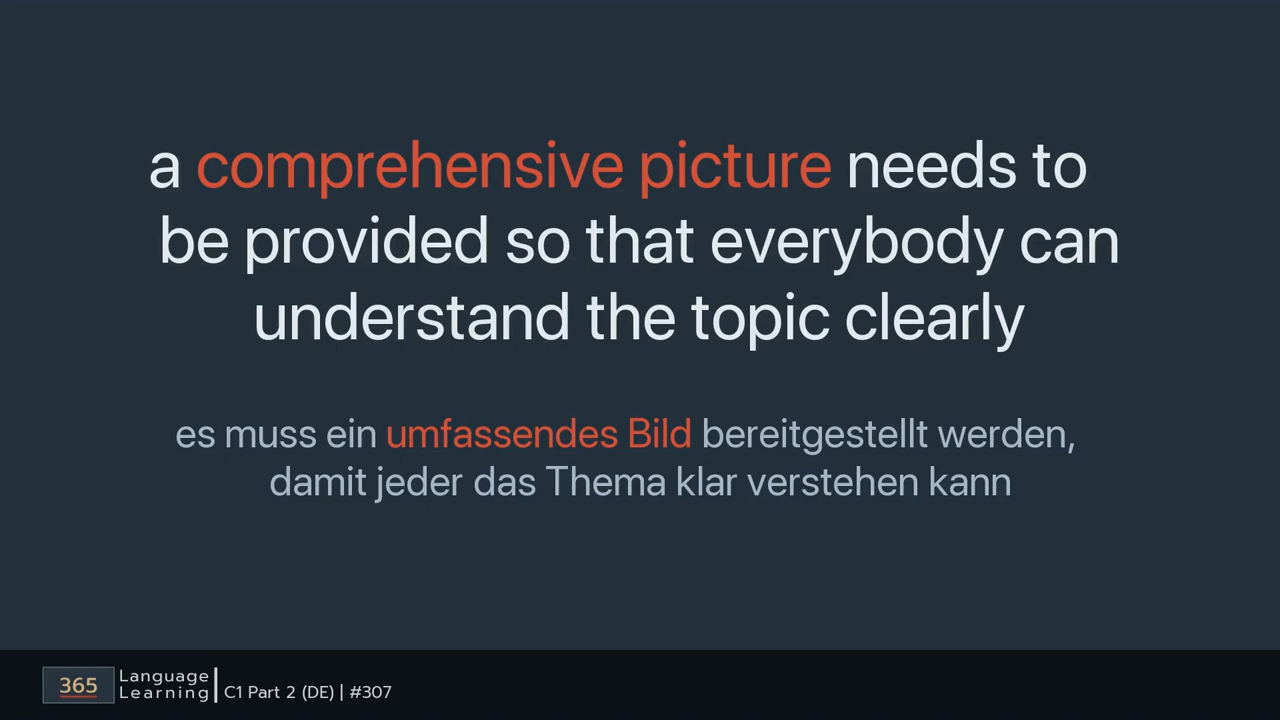 a comprehensive picture needs to
be provided so that everybody can
understand the topic clearly
es muss ein umfassendes Bild bereitgestellt werden,
damit jeder das Thema klar verstehen kann
365
Language
Learning
C1 Part 2 (DE) | #307